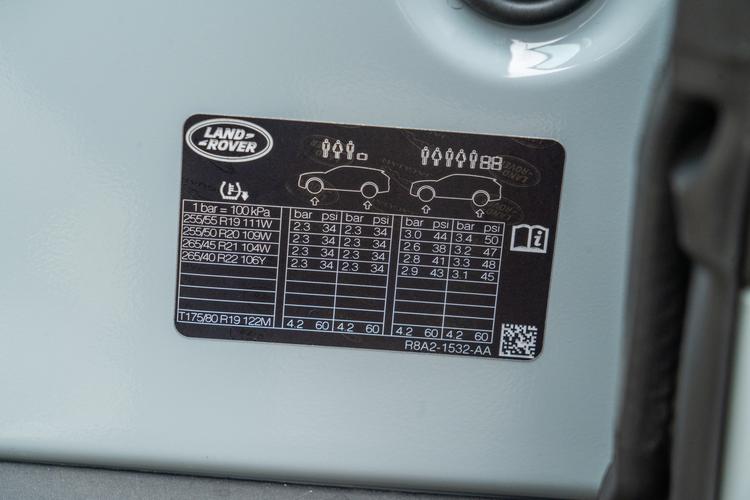 LAND-
ROVER
1 bar = 100 kPa bar psi bar psi bar psi bar psi
255/55 R19 111W 2.3 34 2.3 34 3.0 44 3.4 50
255/50 R20 109W 2.3 34 2.3 34 2.6 38 3.2 47
265/45 R21 104W 2.3 34 2.3 34 2.8 41 3.3 48
265/40 R22 106Y 2.3 34 2.3 34 2.9 43 3.1 45
T175/80 R19 122M 4.2 60 4.2 60 4.2 60 4.2 60
R8A2-1532-AA